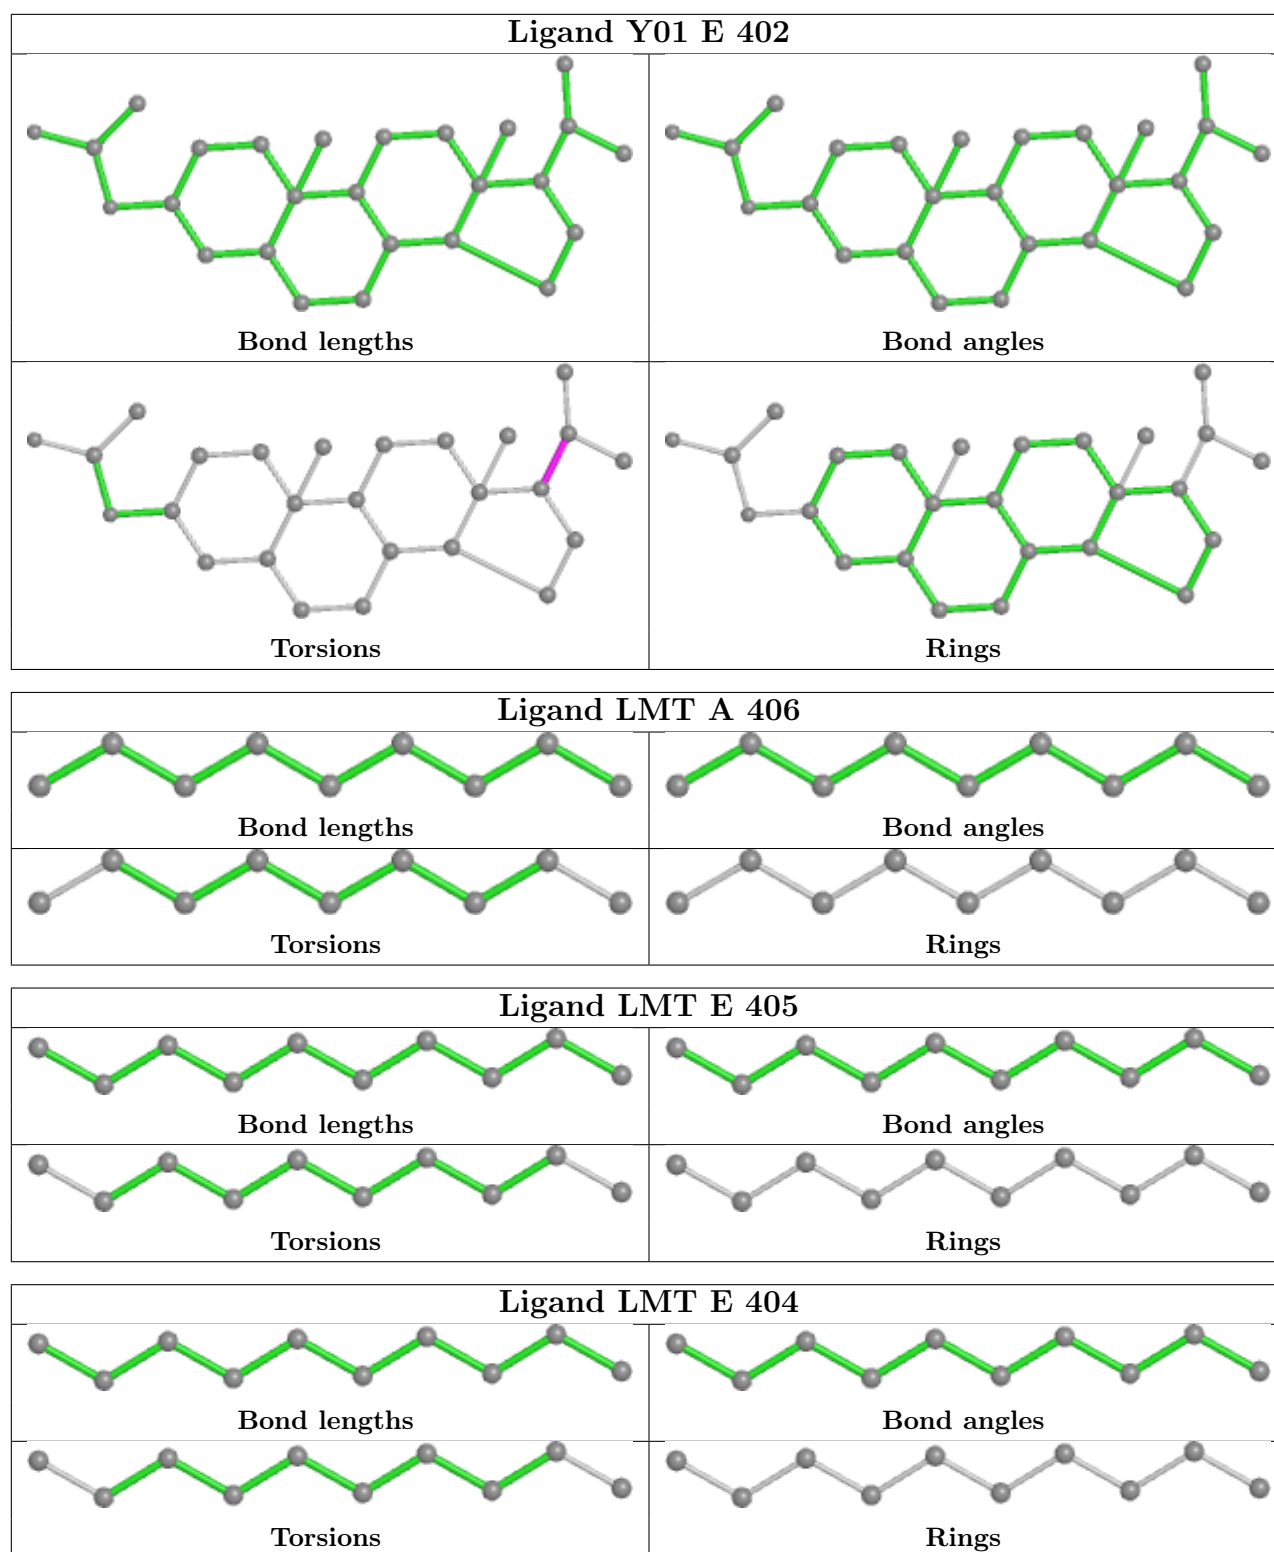 Ligand Y01 E 402
Bond lengths
Bond angles
Torsions
Rings
Ligand LMT A 406
Bond lengths
Bond angles
Torsions
Rings
Ligand LMT E 405
Bond lengths
Bond angles
Torsions
Rings
Ligand LMT E 404
Bond lengths
Bond angles
Torsions
Rings